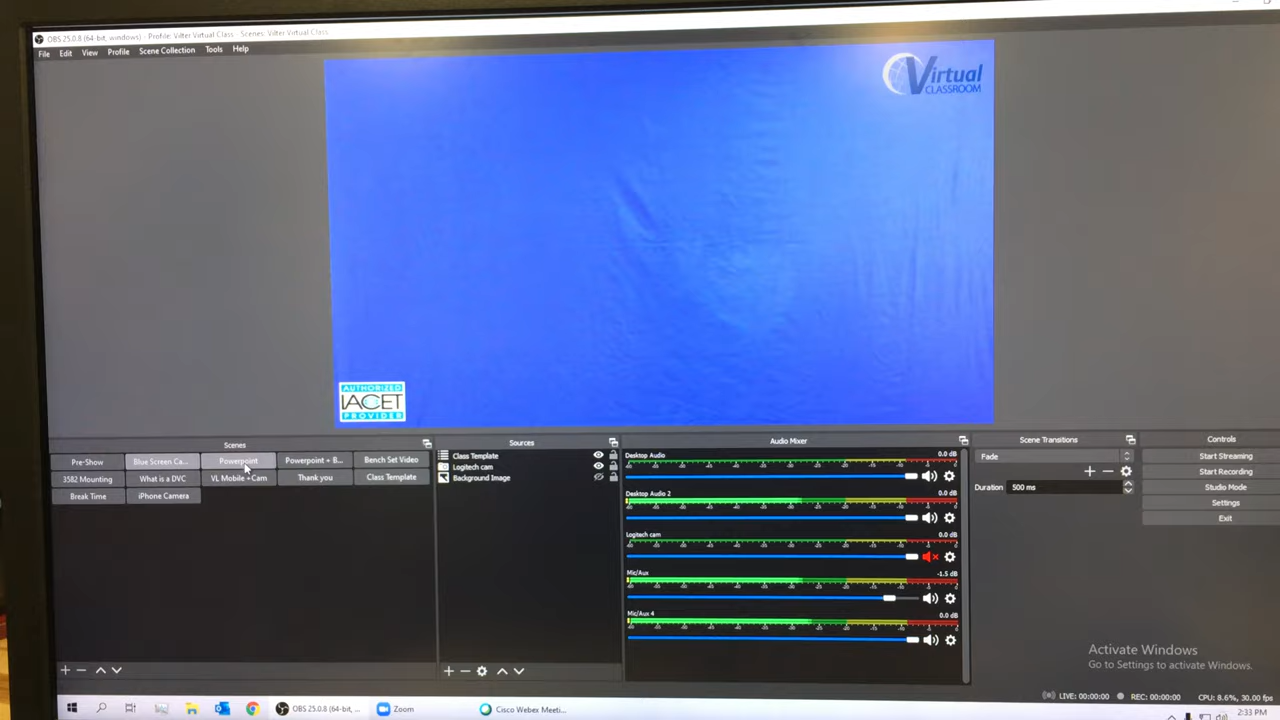 OBS 25.0.8 (64-bit, windows) - Profile: Vilter Virtual Class - Scenes: Vilter Virtual Class
File Edit View Profile Scene Collection Tools Help
Virtual
CLASSROOM
AUTHORIZED
IACET
PROVIDER
Scenes
Pre-Show Blue Screen Ca... Powerpoint Powerpoint + B... Bench Set Video
3582 Mounting What is a DVC VL Mobile + Cam Thank you Class Template
Break Time iPhone Camera
Sources
Class Template
Logitech cam
Background Image
Audio Mixer
Desktop Audio 0.0 dB
Desktop Audio 2 0.0 dB
Logitech cam 0.0 dB
Mic/Aux -1.5 dB
Mic/Aux 4 0.0 dB
Scene Transitions
Fade
Duration 500 ms
Controls
Start Streaming
Start Recording
Studio Mode
Settings
Exit
Activate Windows
Go to Settings to activate Windows.
LIVE: 00:00:00 REC: 00:00:00 CPU: 8.6%, 30.00 fps
OBS 25.0.8 (64-bit, ... Zoom Cisco Webex Meeti... 2:33 PM